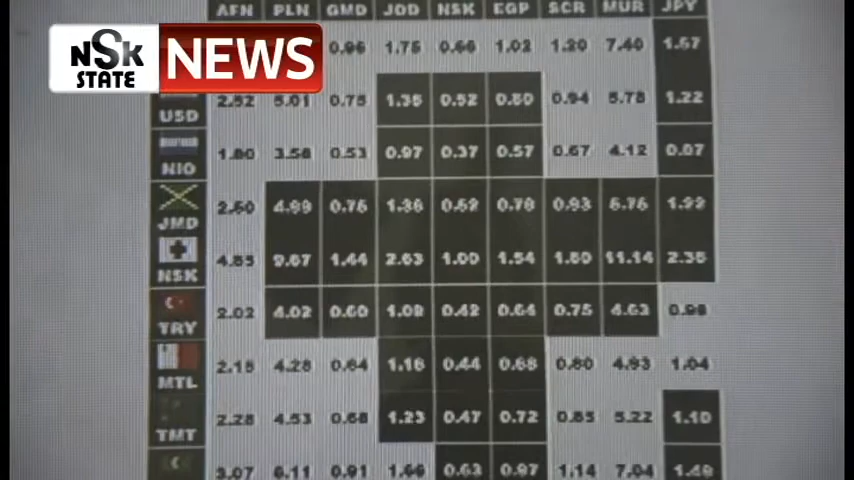 AFN PLN GMD JOD NSK EGP SCR MUR JPY
NSK
STATE
NEWS
0.96 1.75 0.66 1.02 1.20 7.40 1.57
USD 2.52 5.01 0.75 1.35 0.52 0.80 0.94 5.78 1.22
NIO 1.80 3.58 0.53 0.97 0.37 0.57 0.67 4.12 0.07
JMD 2.50 4.99 0.75 1.36 0.52 0.79 0.93 5.75 1.22
NSK 4.85 9.67 1.44 2.63 1.00 1.54 1.80 11.14 2.36
TRY 2.02 4.02 0.60 1.09 0.42 0.64 0.75 4.63 0.98
MTL 2.15 4.28 0.64 1.16 0.44 0.68 0.80 4.93 1.04
TMT 2.28 4.53 0.68 1.23 0.47 0.72 0.85 5.22 1.10
3.07 6.11 0.91 1.66 0.63 0.97 1.14 7.04 1.49